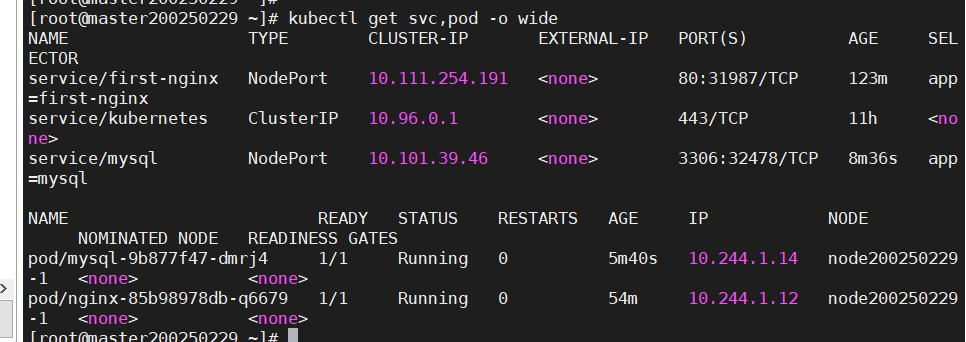 [root@master200250229 ~]# kubectl get svc,pod -o wide
NAME                   TYPE        CLUSTER-IP       EXTERNAL-IP   PORT(S)          AGE     SEL
ECTOR
service/first-nginx   NodePort    10.111.254.191   <none>        80:31987/TCP     123m    app
=first-nginx
service/kubernetes    ClusterIP   10.96.0.1        <none>        443/TCP          11h     <no
ne>
service/mysql         NodePort    10.101.39.46     <none>        3306:32478/TCP   8m36s   app
=mysql
NAME                         READY   STATUS    RESTARTS   AGE     IP            NODE
     NOMINATED NODE   READINESS GATES
pod/mysql-9b877f47-dmrj4     1/1     Running   0          5m40s   10.244.1.14   node200250229
-1   <none>            <none>
pod/nginx-85b98978db-q6679   1/1     Running   0          54m     10.244.1.12   node200250229
-1   <none>            <none>
[root@master200250229 ~]#